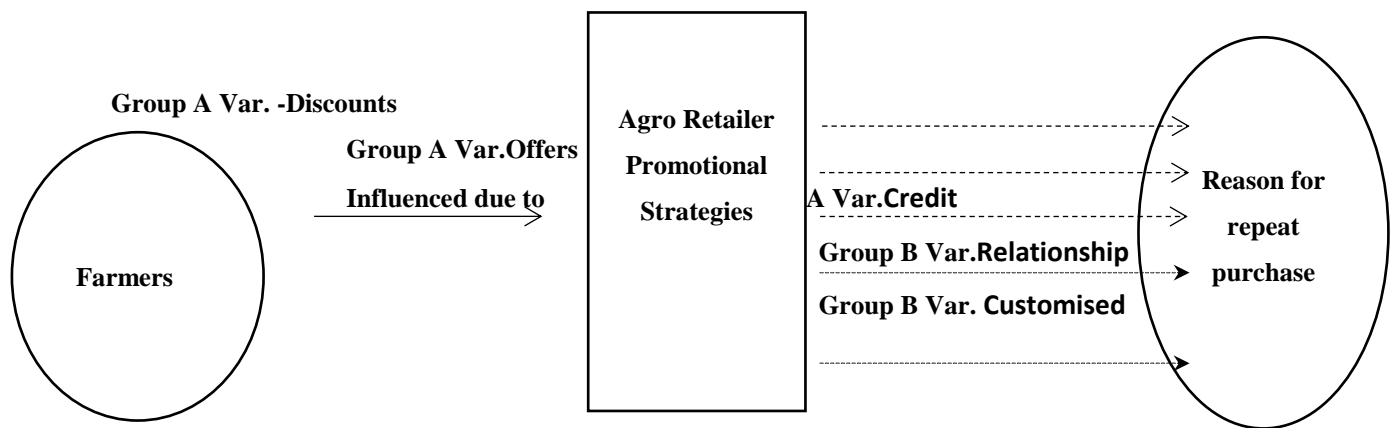 Group A Var. -Discounts
Group A Var.Offers
Influenced due to
Farmers
Agro Retailer
Promotional
Strategies
A Var.Credit
Group B Var.Relationship
Group B Var. Customised
Reason for
repeat
purchase